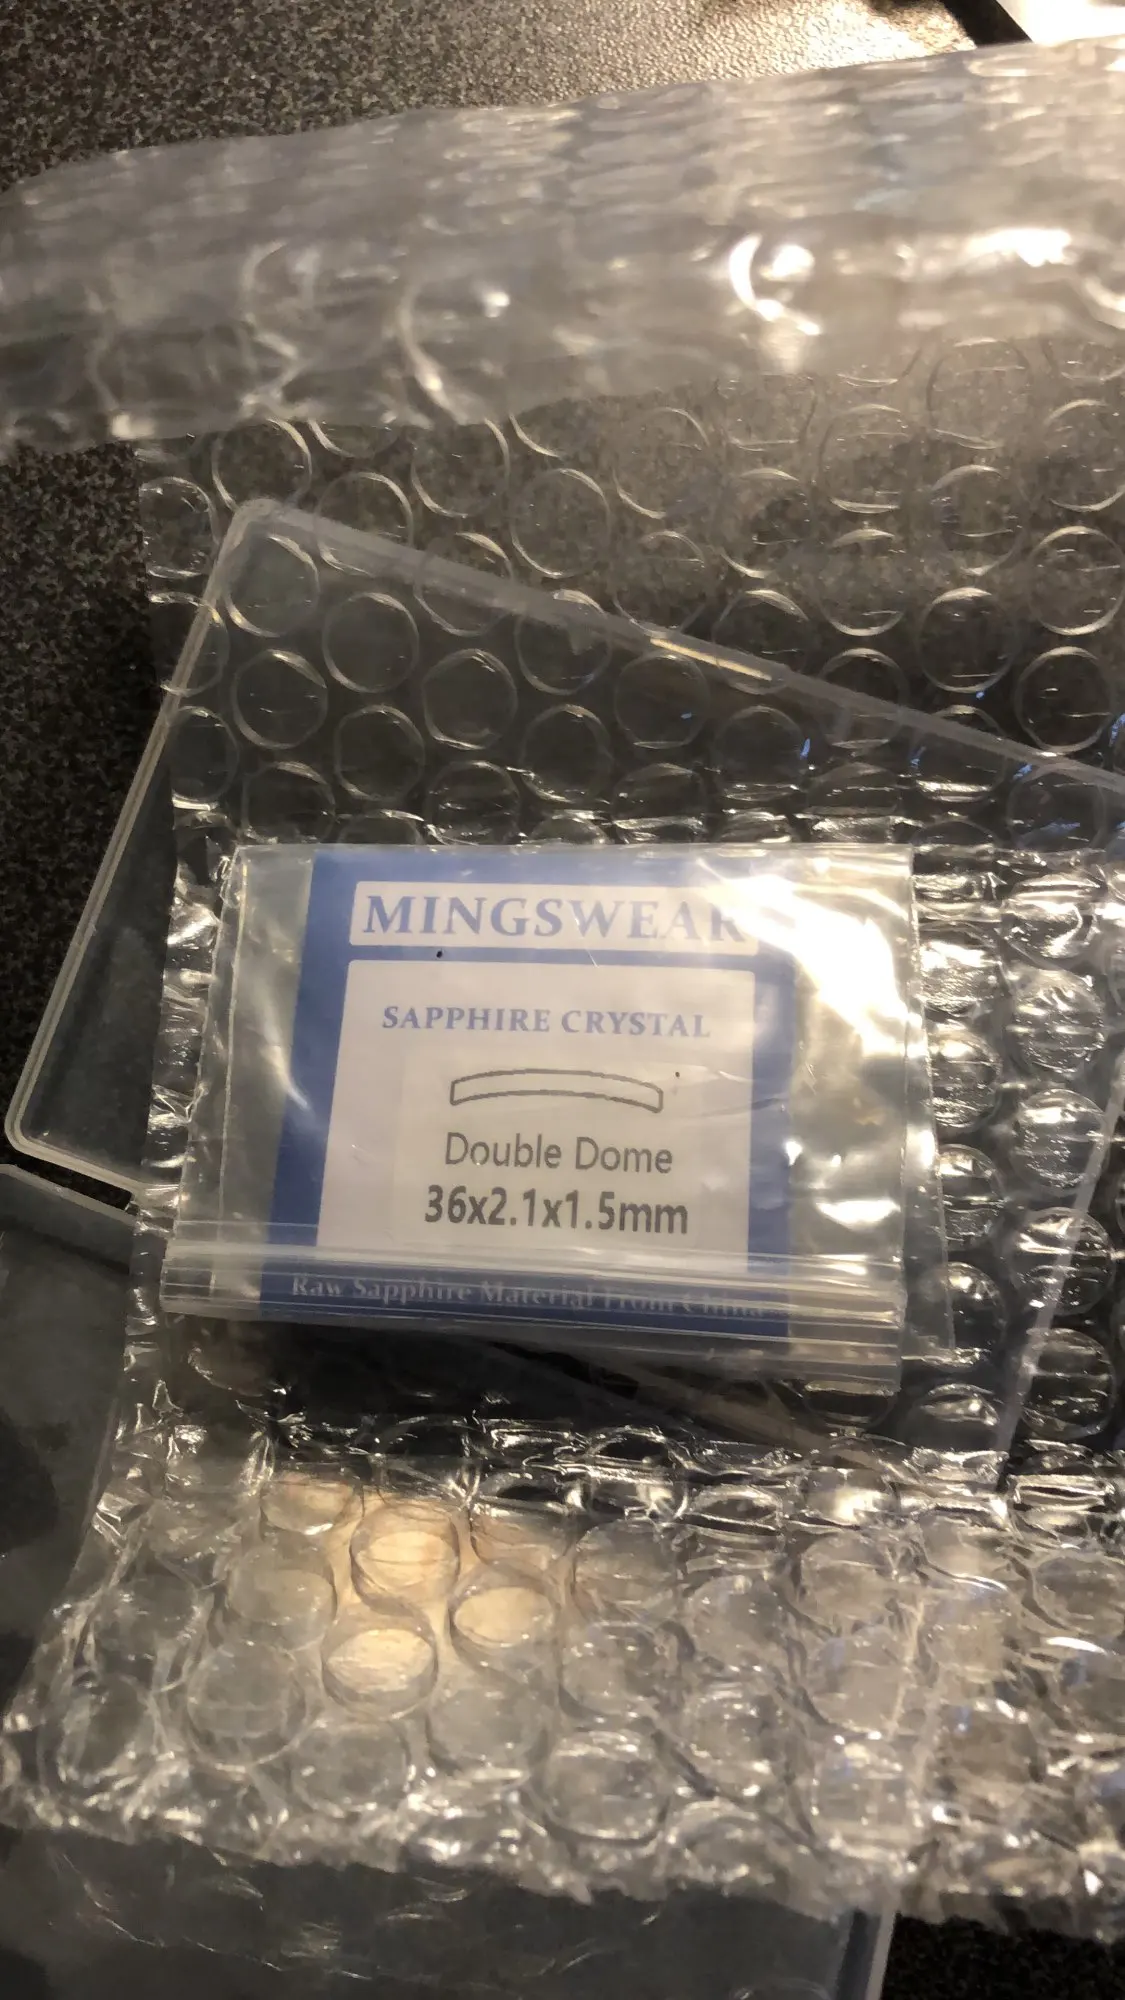 MINGSWEAR
SAPPHIRE CRYSTAL
Double Dome
36x2.1x1.5mm
Raw Sapphire Material From China